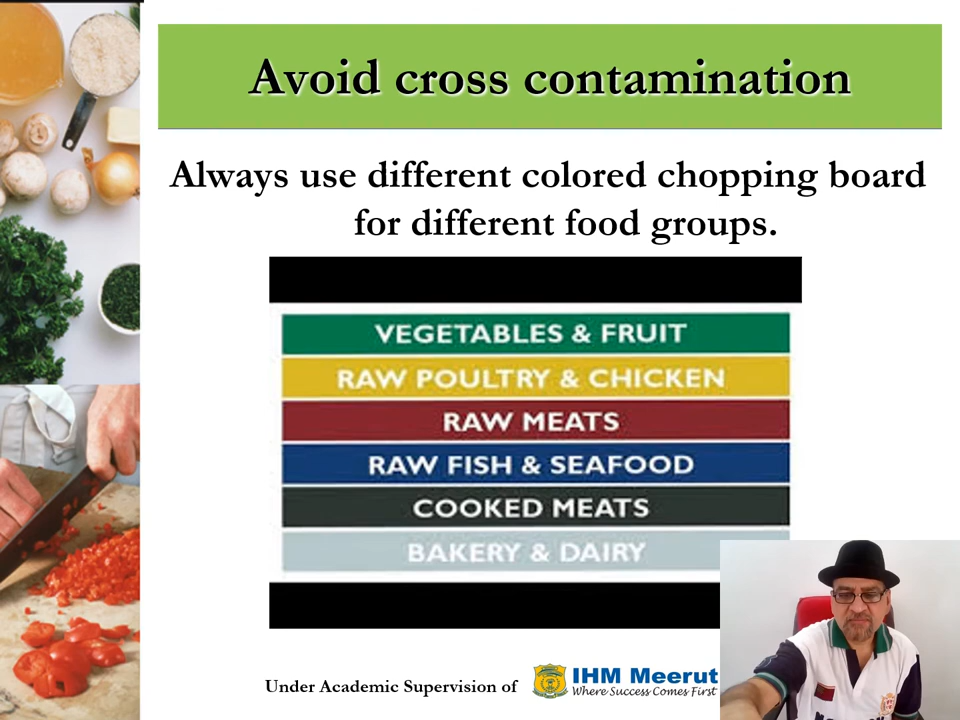 Avoid cross contamination
Always use different colored chopping board
for different food groups.
VEGETABLES & FRUIT
RAW POULTRY & CHICKEN
RAW MEATS
RAW FISH & SEAFOOD
COOKED MEATS
BAKERY & DAIRY
Under Academic Supervision of
IHM Meerut
Where Success Comes First